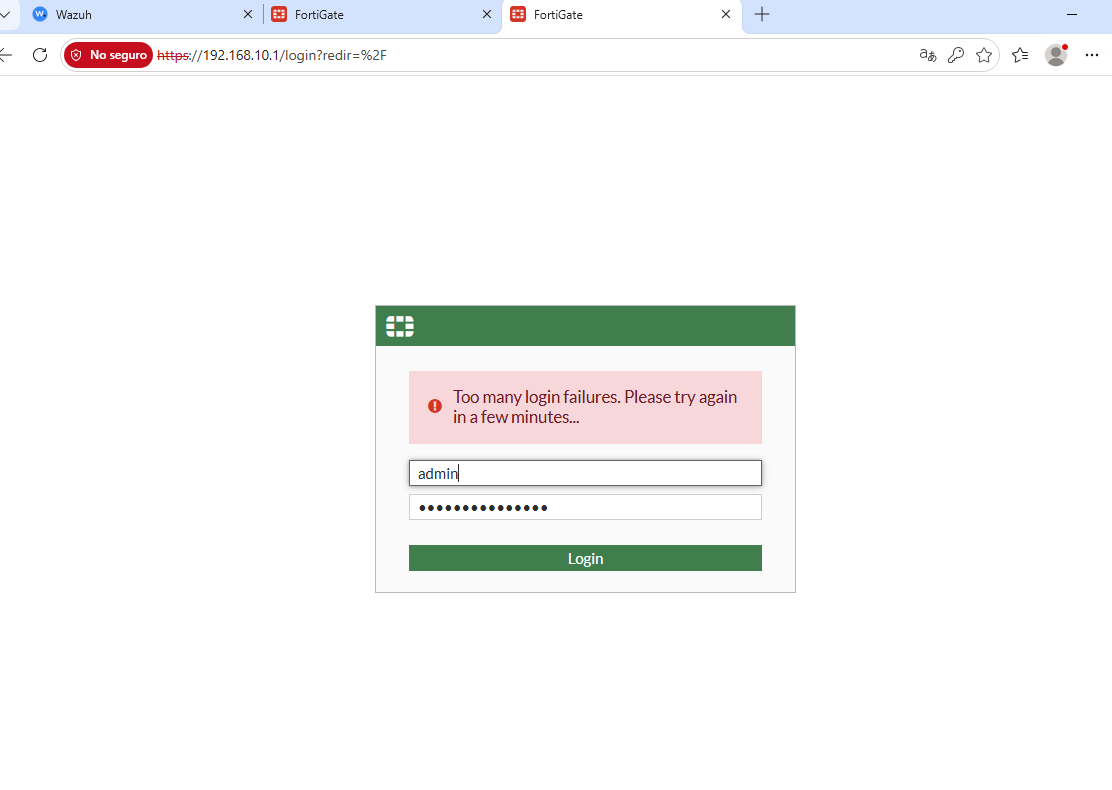 Wazuh
FortiGate
FortiGate
No seguro
https://192.168.10.1/login?redir=%2F
Too many login failures. Please try again
in a few minutes...
admin
•••••••••••••••
Login